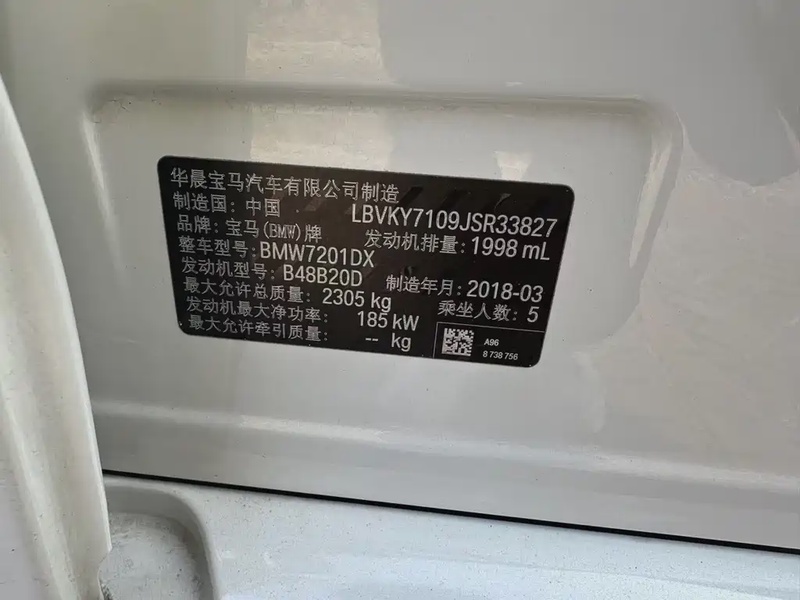 华晨宝马汽车有限公司制造
制造国: 中国 LBVKY7109JSR33827
品牌: 宝马(BMW)牌 发动机排量: 1998 mL
整车型号: BMW7201DX
发动机型号: B48B20D 制造年月: 2018-03
最大允许总质量: 2305 kg 乘坐人数: 5
发动机最大净功率: 185 kW
最大允许牵引质量: -- kg
A96
8 738 756